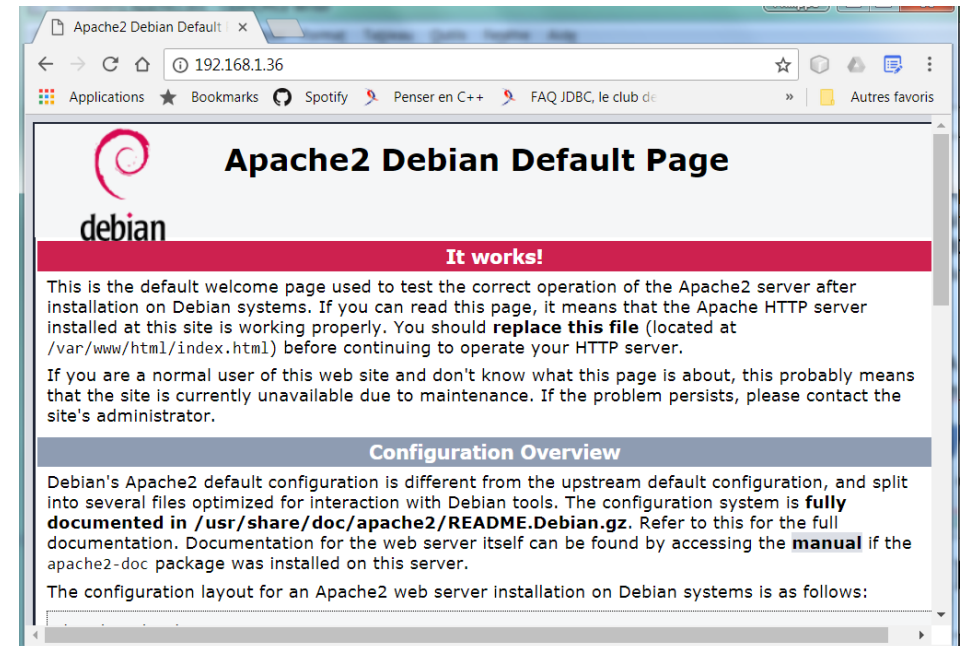 Apache2 Debian Default
192.168.1.36
Applications Bookmarks Spotify Penser en C++ FAQ JDBC, le club de » Autres favoris
debian
Apache2 Debian Default Page
It works!
This is the default welcome page used to test the correct operation of the Apache2 server after
installation on Debian systems. If you can read this page, it means that the Apache HTTP server
installed at this site is working properly. You should replace this file (located at
/var/www/html/index.html) before continuing to operate your HTTP server.
If you are a normal user of this web site and don't know what this page is about, this probably means
that the site is currently unavailable due to maintenance. If the problem persists, please contact the
site's administrator.
Configuration Overview
Debian's Apache2 default configuration is different from the upstream default configuration, and split
into several files optimized for interaction with Debian tools. The configuration system is fully
documented in /usr/share/doc/apache2/README.Debian.gz. Refer to this for the full
documentation. Documentation for the web server itself can be found by accessing the manual if the
apache2-doc package was installed on this server.
The configuration layout for an Apache2 web server installation on Debian systems is as follows: